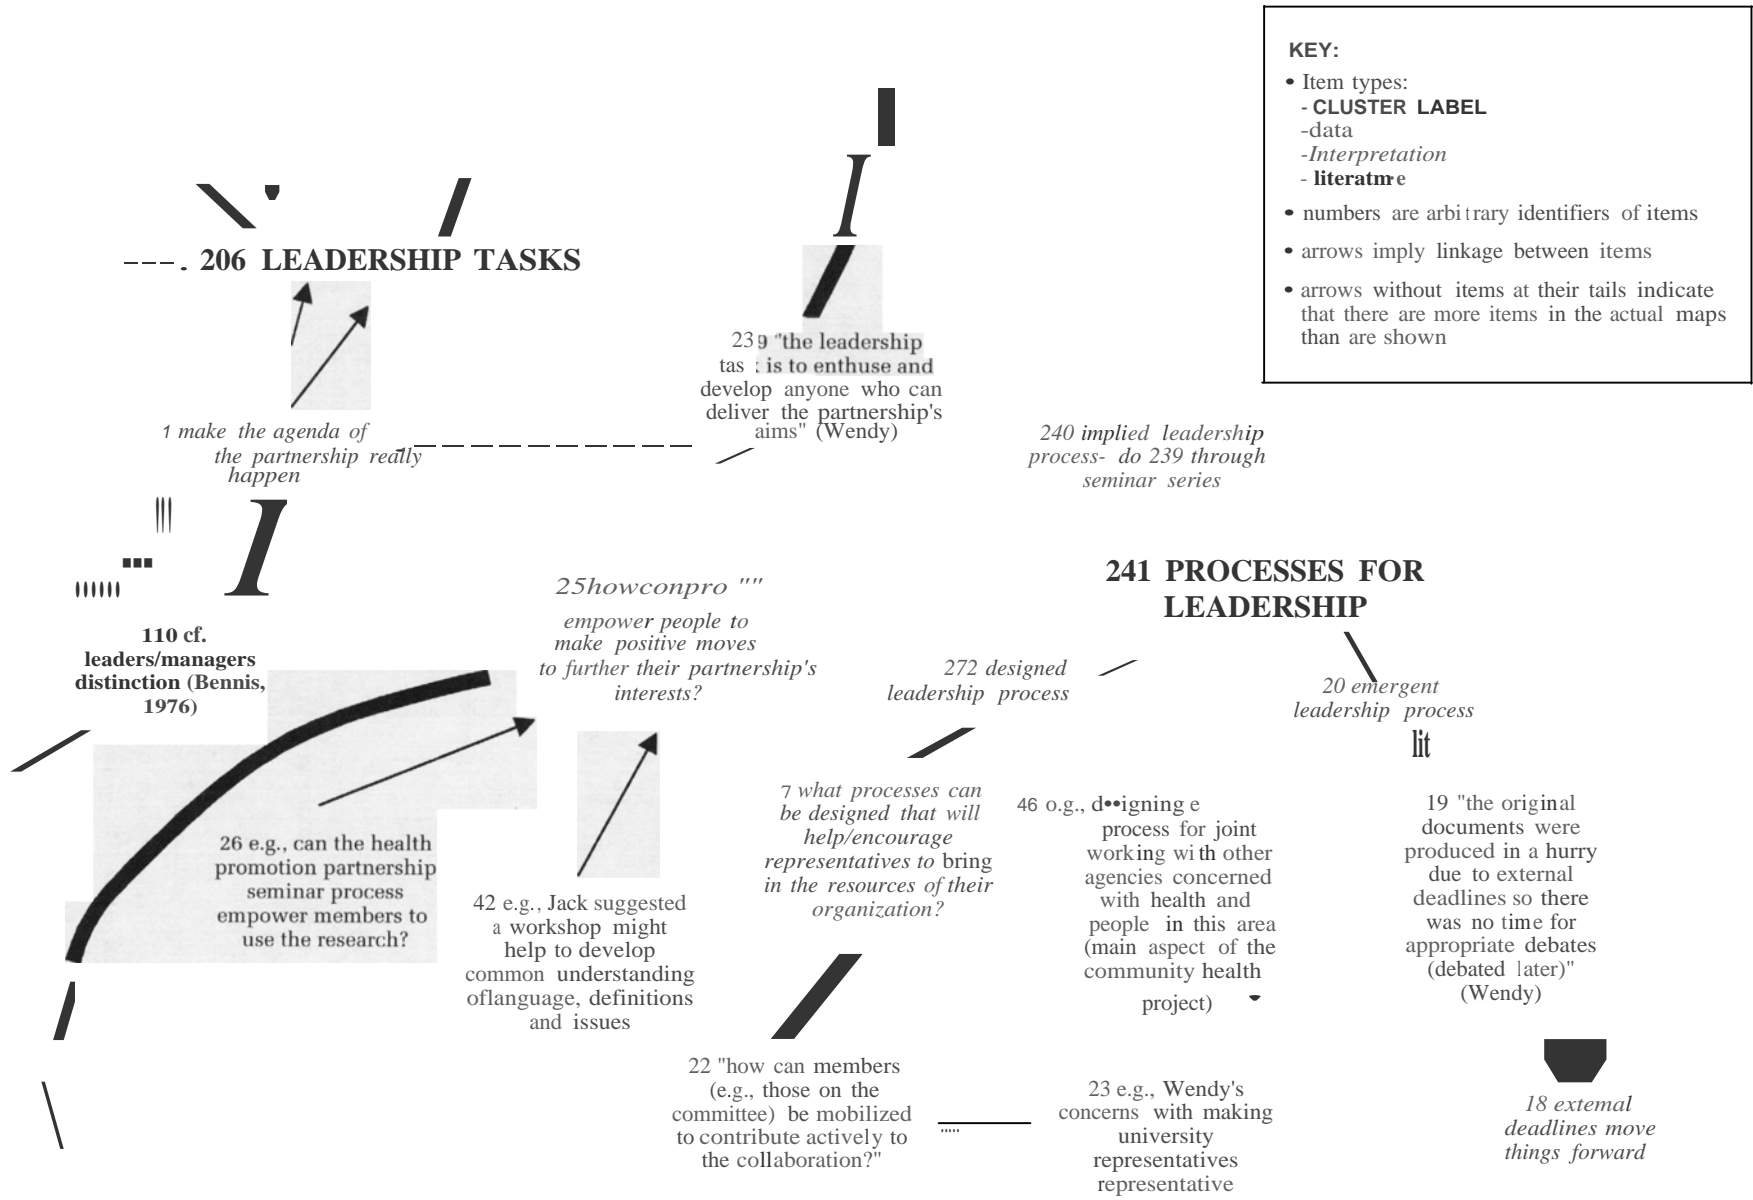 KEY:
• Item types:
- CLUSTER LABEL
-data
-Interpretation
- literatm·e
• numbers are arbitrary identifiers of items
• arrows imply linkage between items
• arrows without items at their tails indicate
that there are more items in the actual maps
than are shown
206 LEADERSHIP TASKS
239 "the leadership
tas : is to enthuse and
develop anyone who can
deliver the partnership's
aims" (Wendy)
1 make the agenda of
the partnership really
happen
240 implied leadership
process- do 239 through
seminar series
241 PROCESSES FOR
LEADERSHIP
25howconpro ""
empower people to
make positive moves
to further their partnership's
interests?
110 cf.
leaders/managers
distinction (Bennis,
1976)
272 designed
leadership process
20 emergent
leadership process
lit
26 e.g., can the health
promotion partnership
seminar process
empower members to
use the research?
42 e.g., Jack suggested
a workshop might
help to develop
common understanding
oflanguage, definitions
and issues
7 what processes can
be designed that will
help/encourage
representatives to bring
in the resources of their
organization?
46 o.g., d••igning e
process for joint
working with other
agencies concerned
with health and
people in this area
(main aspect of the
community health
project)
19 "the original
documents were
produced in a hurry
due to external
deadlines so there
was no time for
appropriate debates
(debated later)"
(Wendy)
22 "how can members
(e.g., those on the
committee) be mobilized
to contribute actively to
the collaboration?"
23 e.g., Wendy's
concerns with making
university
representatives
representative
18 extemal
deadlines move
things forward